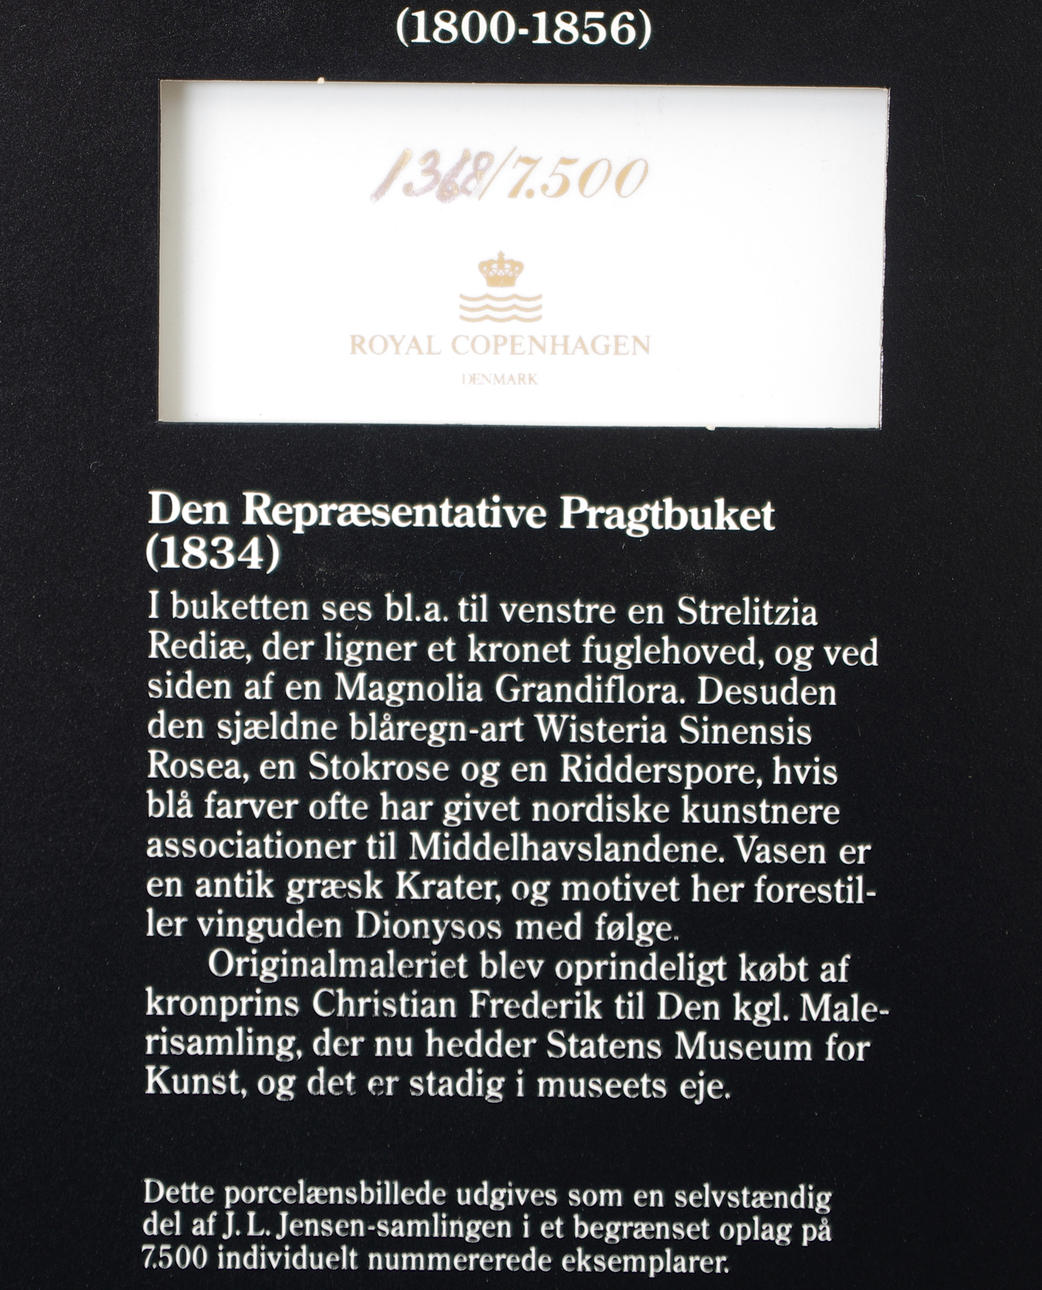 (1800-1856)
1368/7.500
ROYAL COPENHAGEN
DENMARK
Den Repræsentative Pragtbuket
(1834)
I buketten ses bl.a. til venstre en Strelitzia
Rediæ, der ligner et kronet fuglehoved, og ved
siden af en Magnolia Grandiflora. Desuden
den sjældne blåregn-art Wisteria Sinensis
Rosea, en Stokrose og en Ridderspore, hvis
blå farver ofte har givet nordiske kunstnere
associationer til Middelhavslandene. Vasen er
en antik græsk Krater, og motivet her forestil-
ler vinguden Dionysos med følge.
Originalmaleriet blev oprindeligt købt af
kronprins Christian Frederik til Den kgl. Male-
risamling, der nu hedder Statens Museum for
Kunst, og det er stadig i museets eje.
Dette porcelænsbillede udgives som en selvstændig
del af J. L. Jensen-samlingen i et begrænset oplag på
7.500 individuelt nummererede eksemplarer.